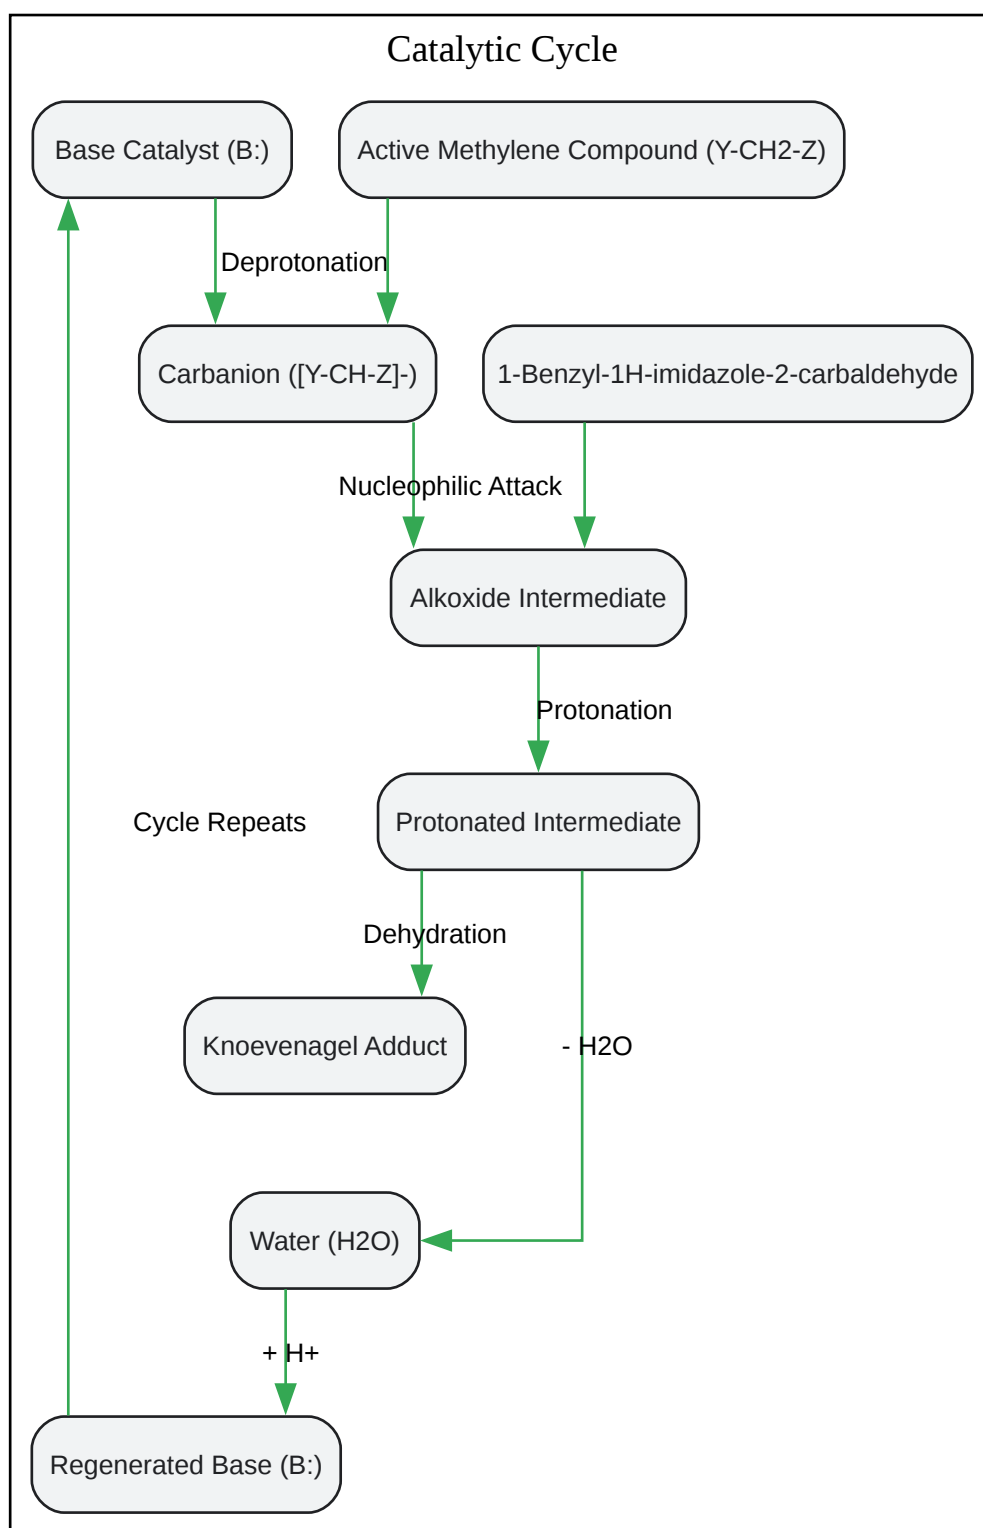 Catalytic Cycle
Base Catalyst (B:)
Active Methylene Compound (Y-CH2-Z)
Deprotonation
Carbanion ([Y-CH-Z]-)
1-Benzyl-1H-imidazole-2-carbaldehyde
Nucleophilic Attack
Alkoxide Intermediate
Protonation
Cycle Repeats
Protonated Intermediate
Dehydration
Knoevenagel Adduct
- H2O
Water (H2O)
+ H+
Regenerated Base (B:)